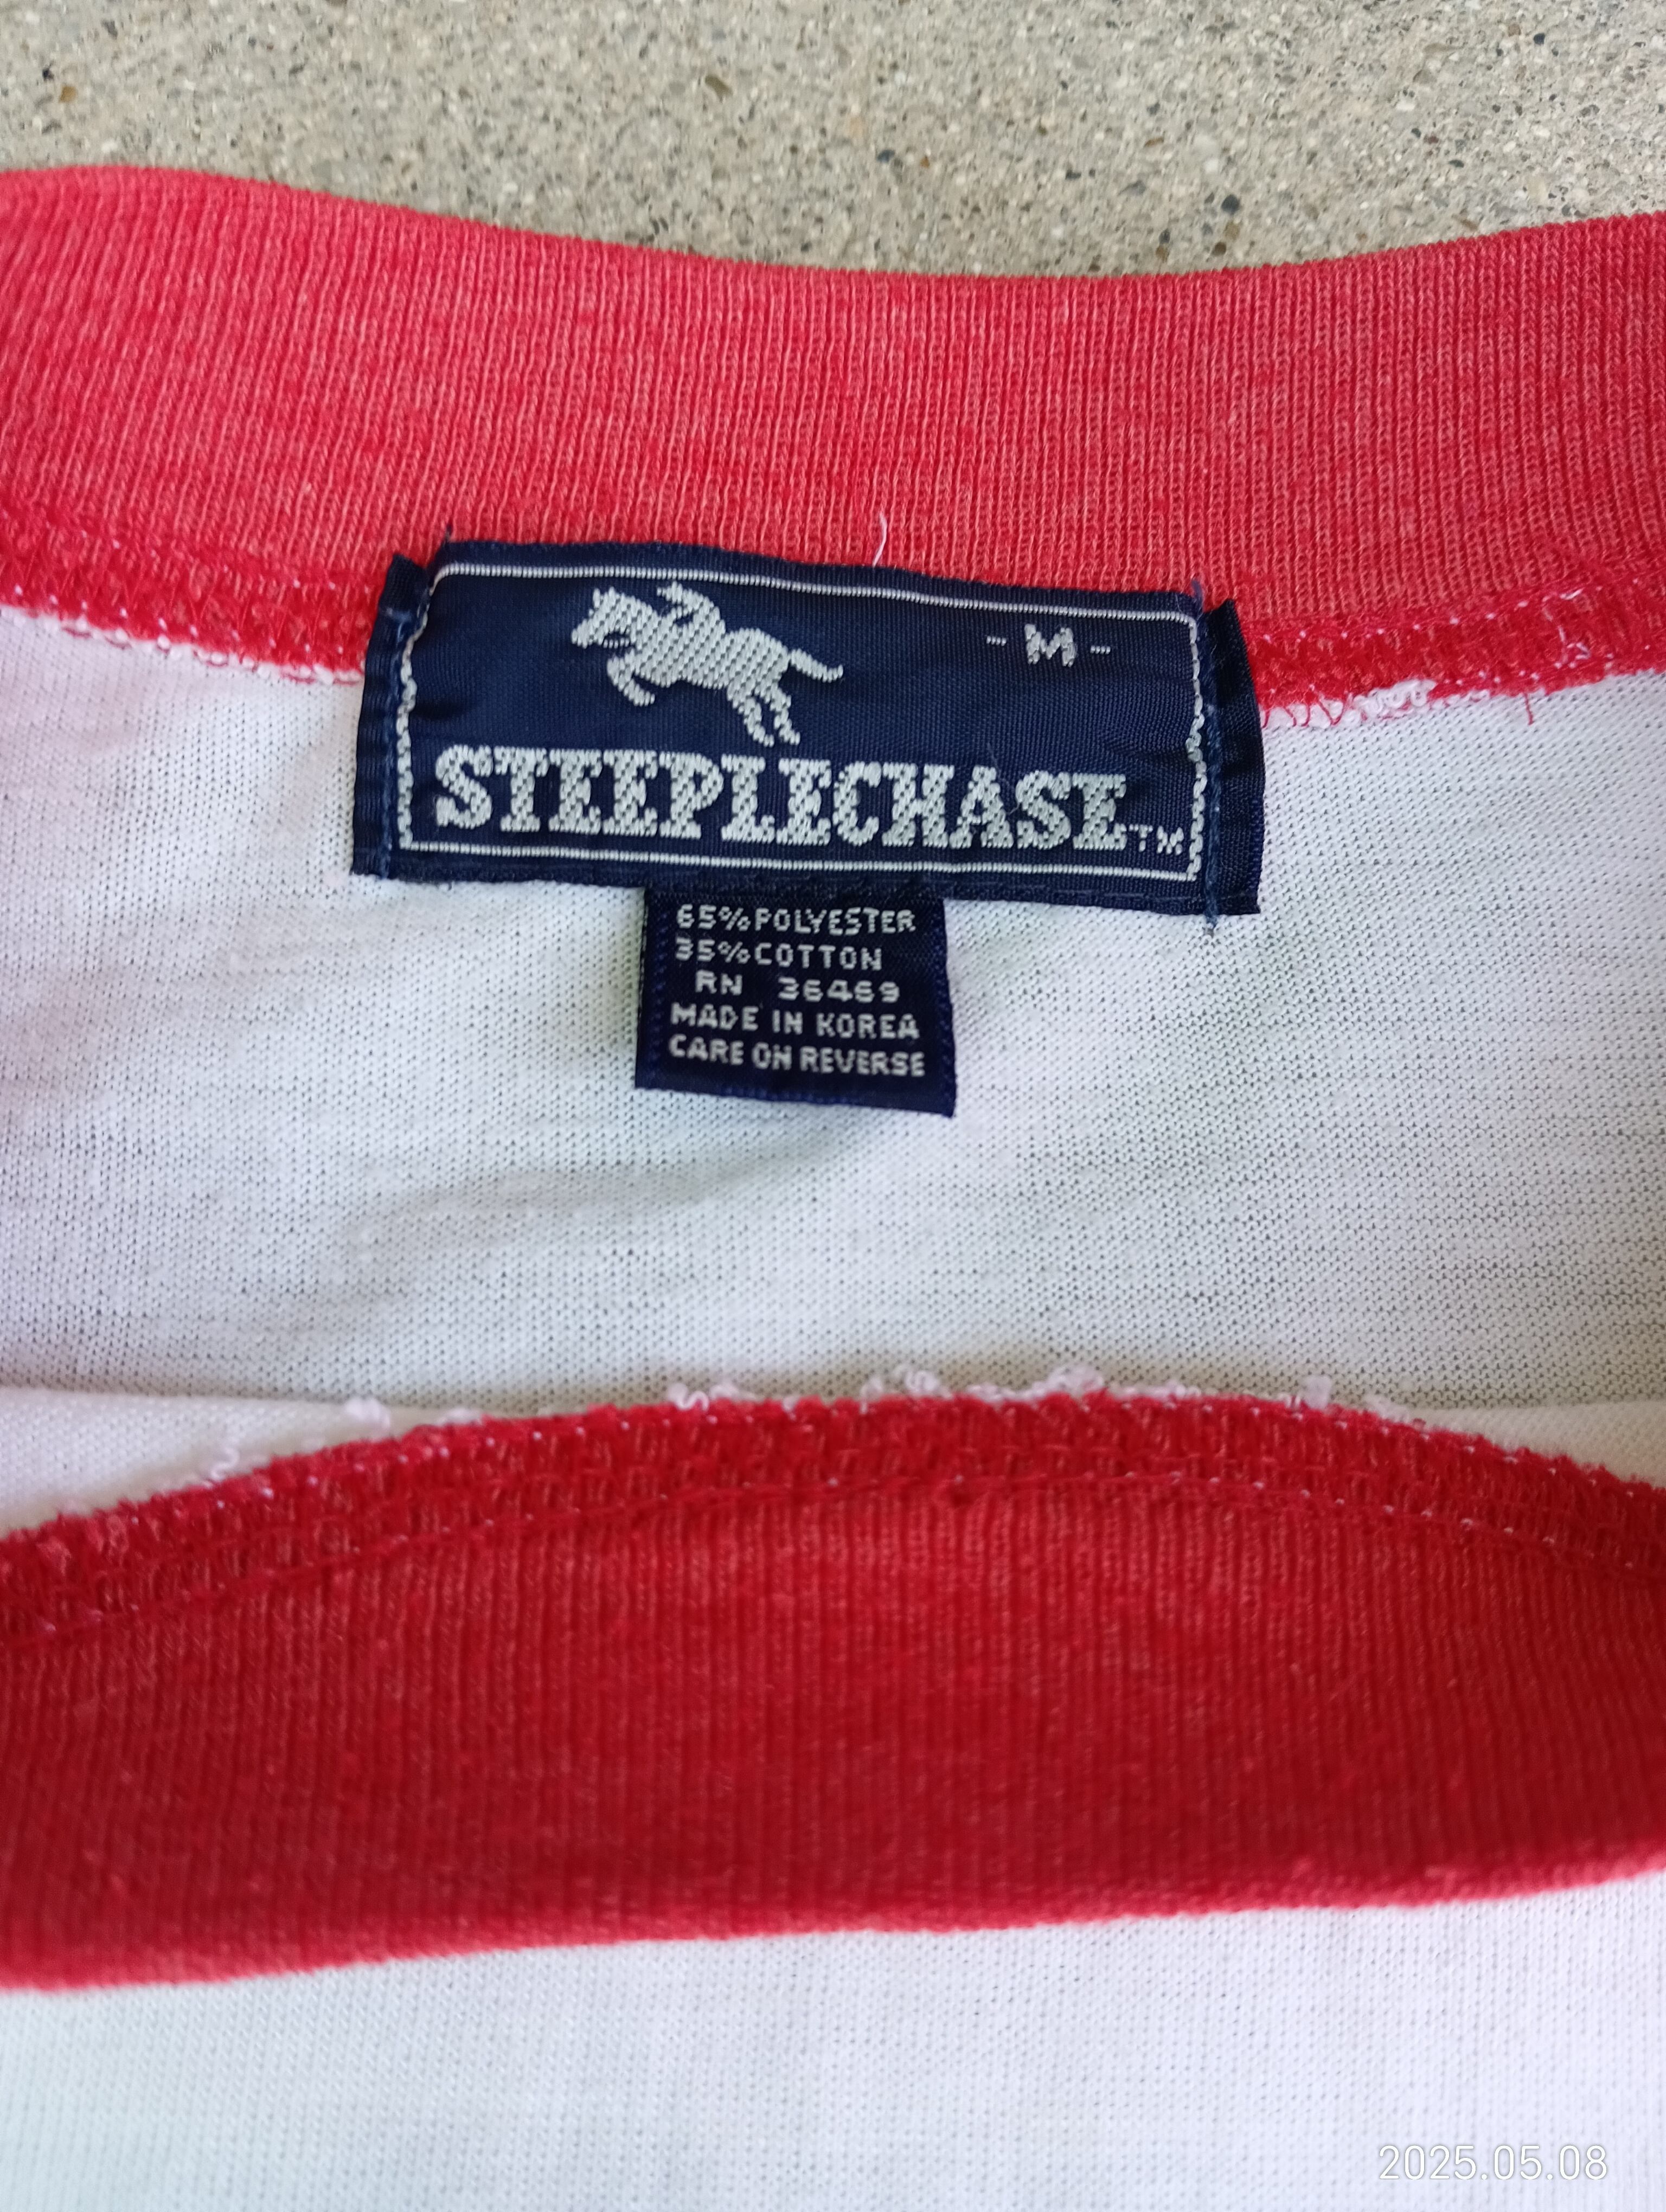 - M -
STEEPLECHASE™
65% POLYESTER
35% COTTON
RN 36469
MADE IN KOREA
CARE ON REVERSE
2025.05.08